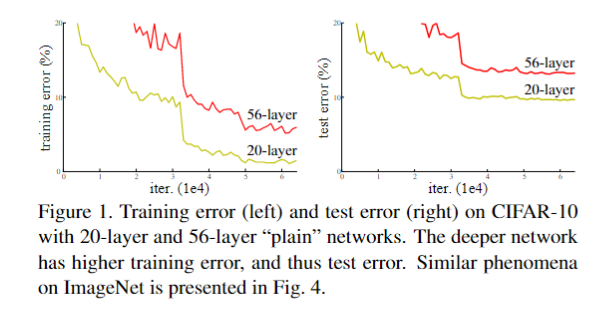 training error (%)
20
10
0
0 1 2 3 4 5 6
iter. (1e4)
56-layer
20-layer
test error (%)
20
10
0
0 1 2 3 4 5 6
iter. (1e4)
56-layer
20-layer
Figure 1. Training error (left) and test error (right) on CIFAR-10
with 20-layer and 56-layer “plain” networks. The deeper network
has higher training error, and thus test error. Similar phenomena
on ImageNet is presented in Fig. 4.